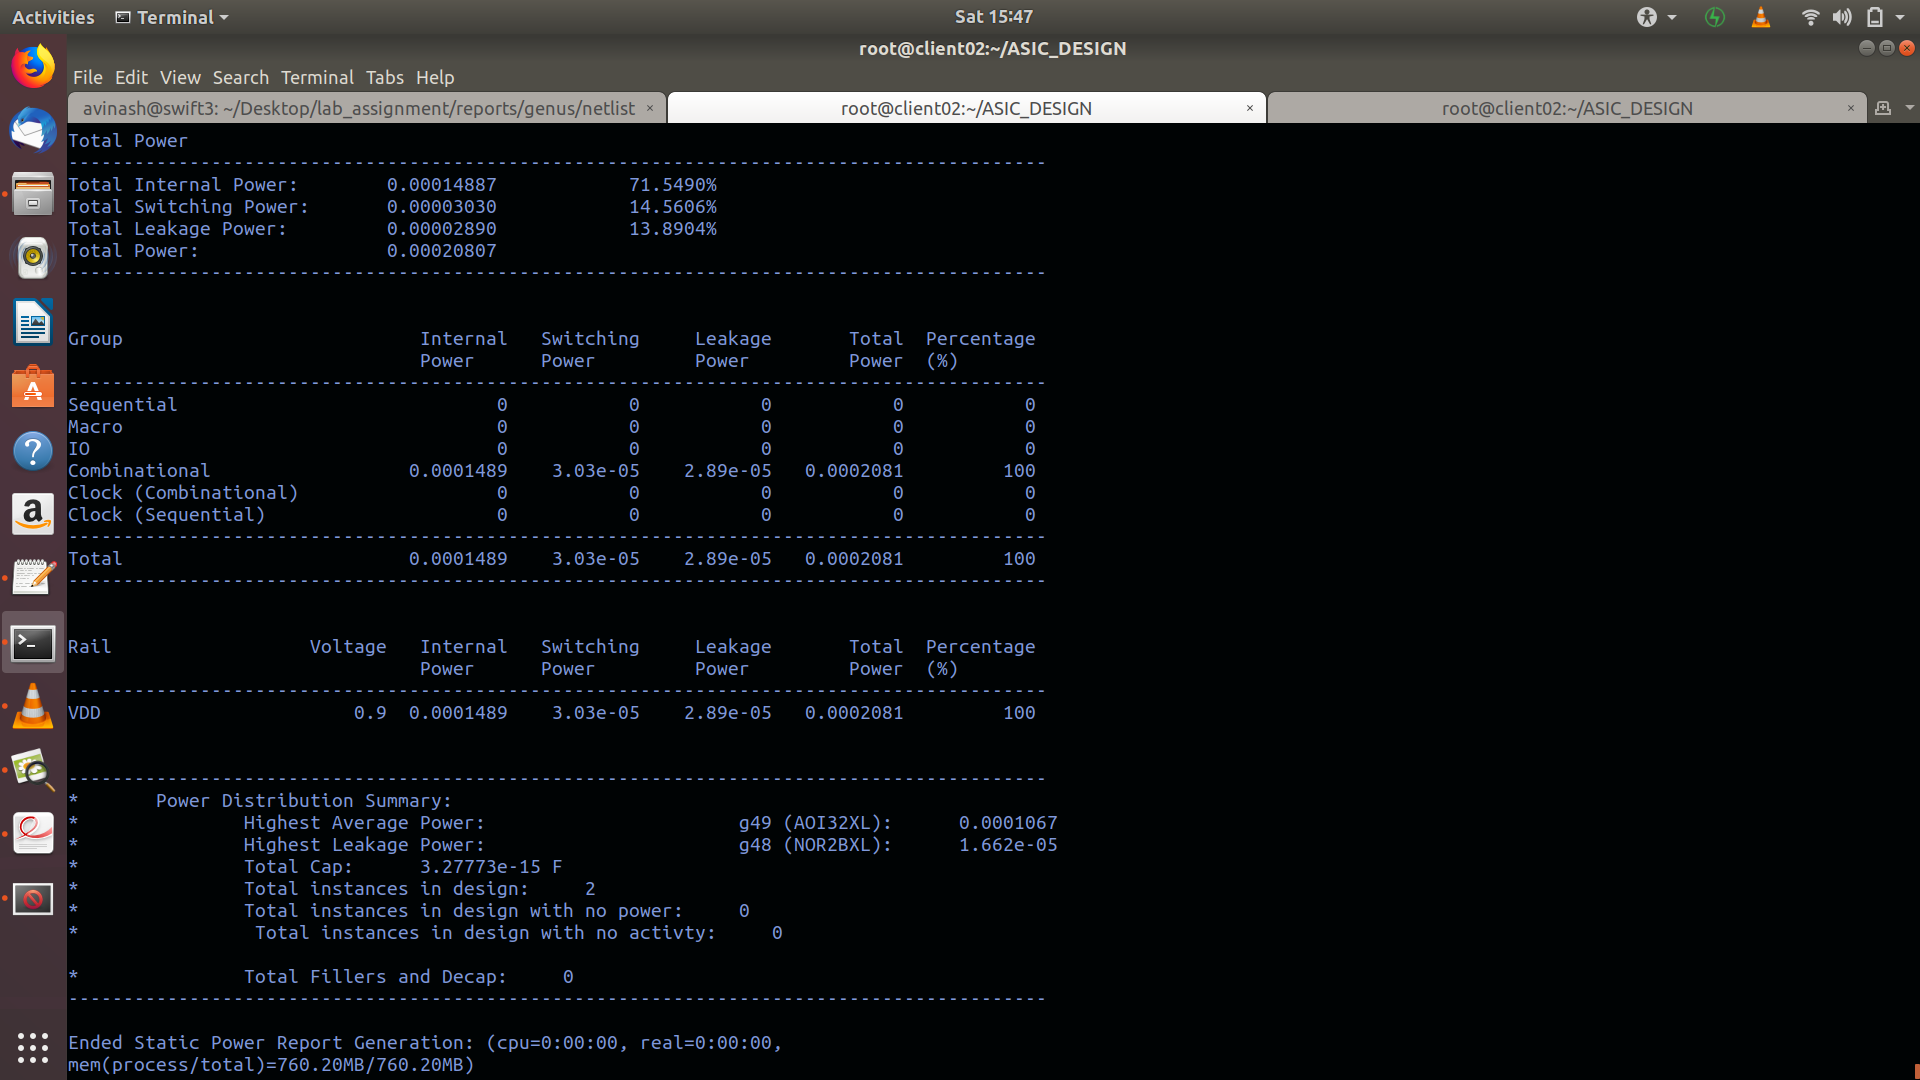 Activities Terminal Sat 15:47
root@client02:~/ASIC_DESIGN
File Edit View Search Terminal Tabs Help
avinash@swift3: ~/Desktop/lab_assignment/reports/genus/netlist × root@client02:~/ASIC_DESIGN × root@client02:~/ASIC_DESIGN ×
Total Power
-----------------------------------------------------------------------------------------
Total Internal Power: 0.00014887 71.5490%
Total Switching Power: 0.00003030 14.5606%
Total Leakage Power: 0.00002890 13.8904%
Total Power: 0.00020807
-----------------------------------------------------------------------------------------
Group Internal Switching Leakage Total Percentage
Power Power Power Power (%)
-----------------------------------------------------------------------------------------
Sequential 0 0 0 0 0
Macro 0 0 0 0 0
IO 0 0 0 0 0
Combinational 0.0001489 3.03e-05 2.89e-05 0.0002081 100
Clock (Combinational) 0 0 0 0 0
Clock (Sequential) 0 0 0 0 0
-----------------------------------------------------------------------------------------
Total 0.0001489 3.03e-05 2.89e-05 0.0002081 100
-----------------------------------------------------------------------------------------
Rail Voltage Internal Switching Leakage Total Percentage
Power Power Power Power (%)
-----------------------------------------------------------------------------------------
VDD 0.9 0.0001489 3.03e-05 2.89e-05 0.0002081 100
-----------------------------------------------------------------------------------------
* Power Distribution Summary:
* Highest Average Power: g49 (AOI32XL): 0.0001067
* Highest Leakage Power: g48 (NOR2BXL): 1.662e-05
* Total Cap: 3.27773e-15 F
* Total instances in design: 2
* Total instances in design with no power: 0
* Total instances in design with no activty: 0
* Total Fillers and Decap: 0
-----------------------------------------------------------------------------------------
Ended Static Power Report Generation: (cpu=0:00:00, real=0:00:00,
mem(process/total)=760.20MB/760.20MB)